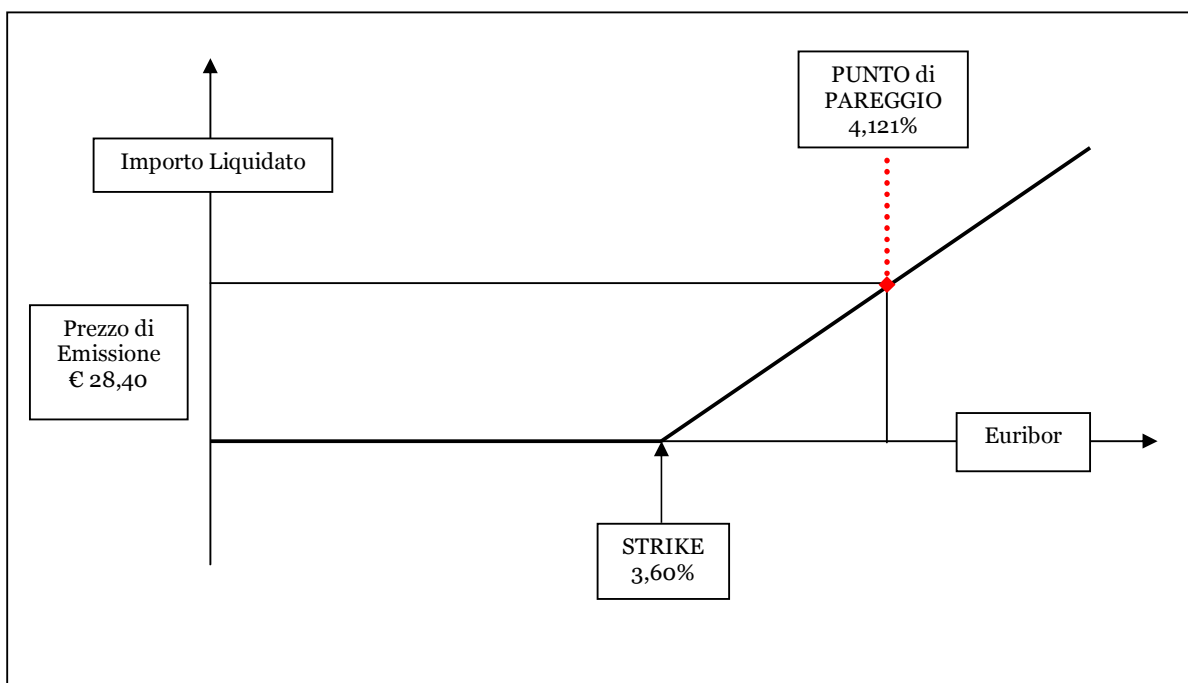 PUNTO di
PAREGGIO
4,121%
Importo Liquidato
Prezzo di
Emissione
€ 28,40
Euribor
STRIKE
3,60%